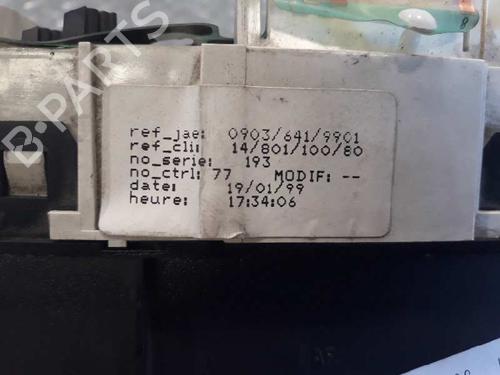 B-PARTS
ref_jae: 0903/641/9901
ref_cli: 14/801/100/80
no_serie: 193
no_ctrl: 77 MODIF: --
date: 19/01/99
heure: 17:34:06
8